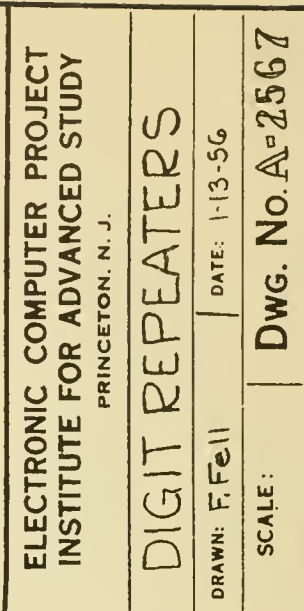 ELECTRONIC COMPUTER PROJECT
INSTITUTE FOR ADVANCED STUDY
PRINCETON, N. J.
DIGIT REPEATERS
DRAWN: F. Fell DATE: 1-13-56
SCALE: DWG. No. A-2567